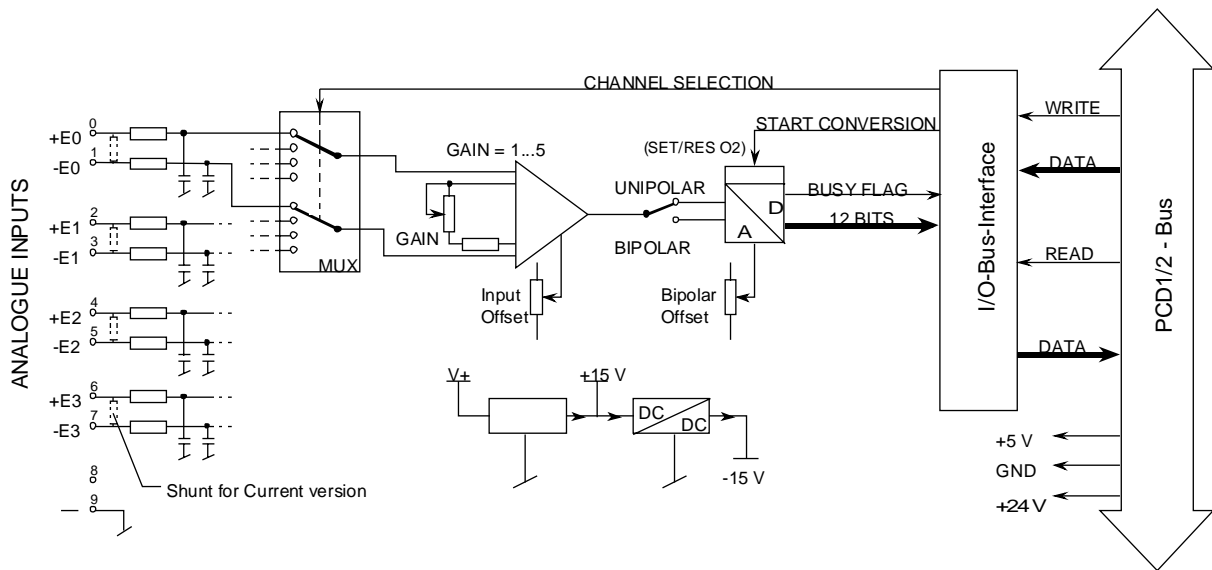 ANALOGUE INPUTS
0
+E0
1
-E0
2
+E1
3
-E1
4
+E2
5
-E2
6
+E3
7
-E3
8
9
Shunt for Current version
MUX
CHANNEL SELECTION
START CONVERSION
(SET/RES O2)
GAIN = 1...5
GAIN
Input
Offset
UNIPOLAR
BIPOLAR
D
A
Bipolar
Offset
BUSY FLAG
12 BITS
V+
+15 V
DC
DC
-15 V
I/O-Bus-Interface
WRITE
DATA
READ
DATA
+5 V
GND
+24 V
PCD1/2 - Bus